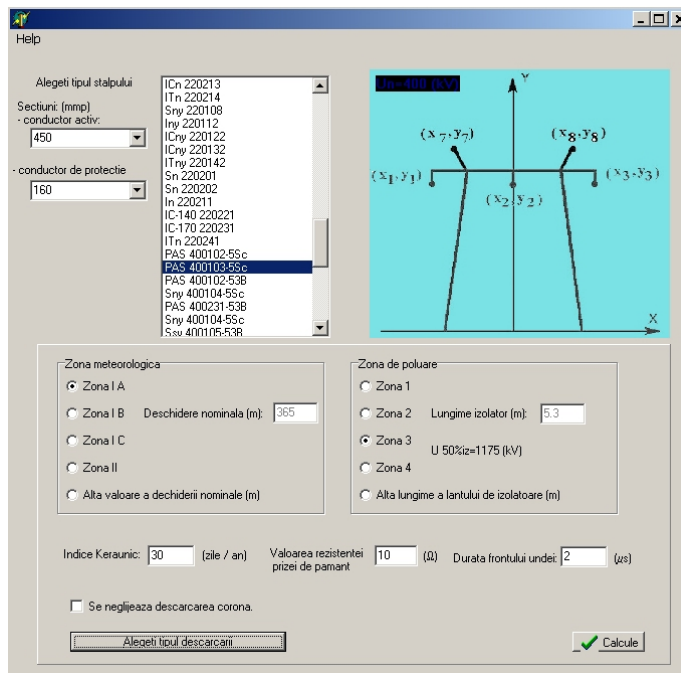 Help
Alegeti tipul stalpului
Sectiuni: (mmp)
- conductor activ:
450
- conductor de protectie
160
ICn 220213
ITn 220214
Sny 220108
Iny 220112
ICny 220122
ICny 220132
ITny 220142
Sn 220201
Sn 220202
In 220211
IC-140 220221
IC-170 220231
ITn 220241
PAS 400102-5Sc
PAS 400103-5Sc
PAS 400102-53B
Sny 400104-5Sc
PAS 400231-53B
Sny 400104-5Sc
Ssy 400105-53B
Un=400 (kV)
Y
(x7,y7)
(x8,y8)
(x1,y1)
(x2,y2)
(x3,y3)
X
Zona meteorologica
Zona I A
Zona I B
Deschidere nominala (m):
365
Zona I C
Zona II
Alta valoare a dechiderii nominale (m)
Zona de poluare
Zona 1
Zona 2
Lungime izolator (m):
5.3
Zona 3
U 50%iz=1175 (kV)
Zona 4
Alta lungime a lantului de izolatoare (m)
Indice Keraunic:
30
(zile / an)
Valoarea rezistentei
prizei de pamant
10
(Ω)
Durata frontului undei:
2
(μs)
Se neglijeaza descarcarea corona.
Alegeti tipul descarcarii
Calcule